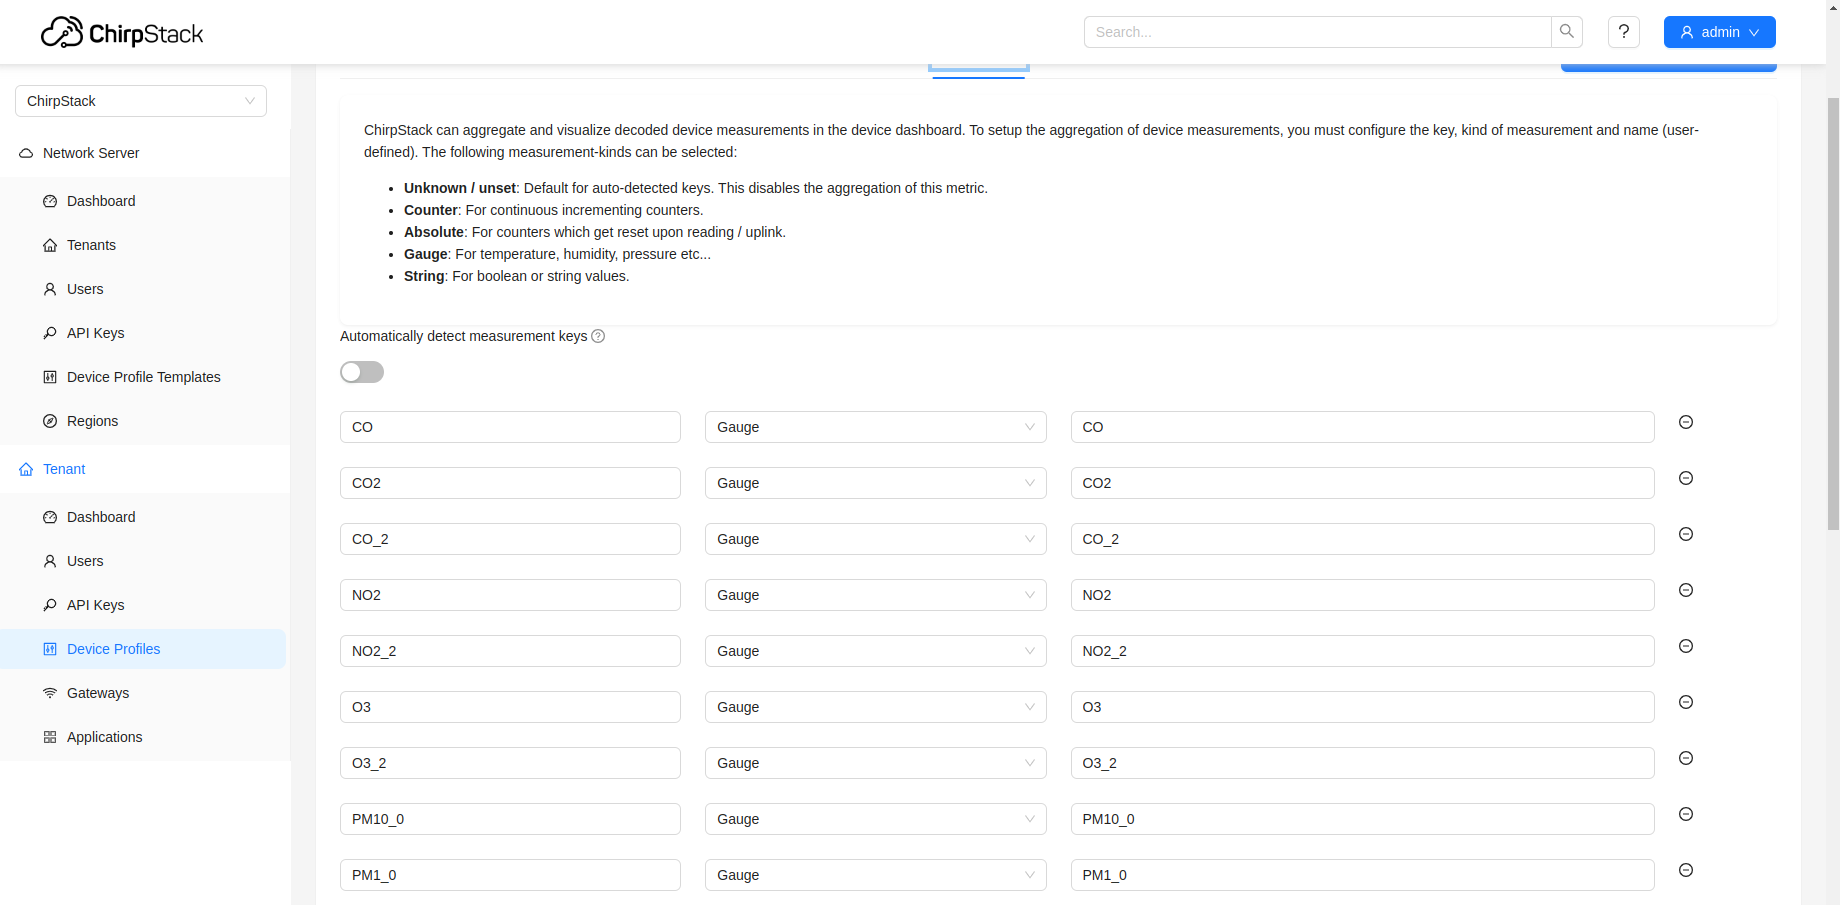 ChirpStack
Search...
?
admin
ChirpStack
Network Server
Dashboard
Tenants
Users
API Keys
Device Profile Templates
Regions
Tenant
Dashboard
Users
API Keys
Device Profiles
Gateways
Applications
ChirpStack can aggregate and visualize decoded device measurements in the device dashboard. To setup the aggregation of device measurements, you must configure the key, kind of measurement and name (user-
defined). The following measurement-kinds can be selected:
• Unknown / unset: Default for auto-detected keys. This disables the aggregation of this metric.
• Counter: For continuous incrementing counters.
• Absolute: For counters which get reset upon reading / uplink.
• Gauge: For temperature, humidity, pressure etc...
• String: For boolean or string values.
Automatically detect measurement keys ?
CO Gauge CO
CO2 Gauge CO2
CO_2 Gauge CO_2
NO2 Gauge NO2
NO2_2 Gauge NO2_2
O3 Gauge O3
O3_2 Gauge O3_2
PM10_0 Gauge PM10_0
PM1_0 Gauge PM1_0